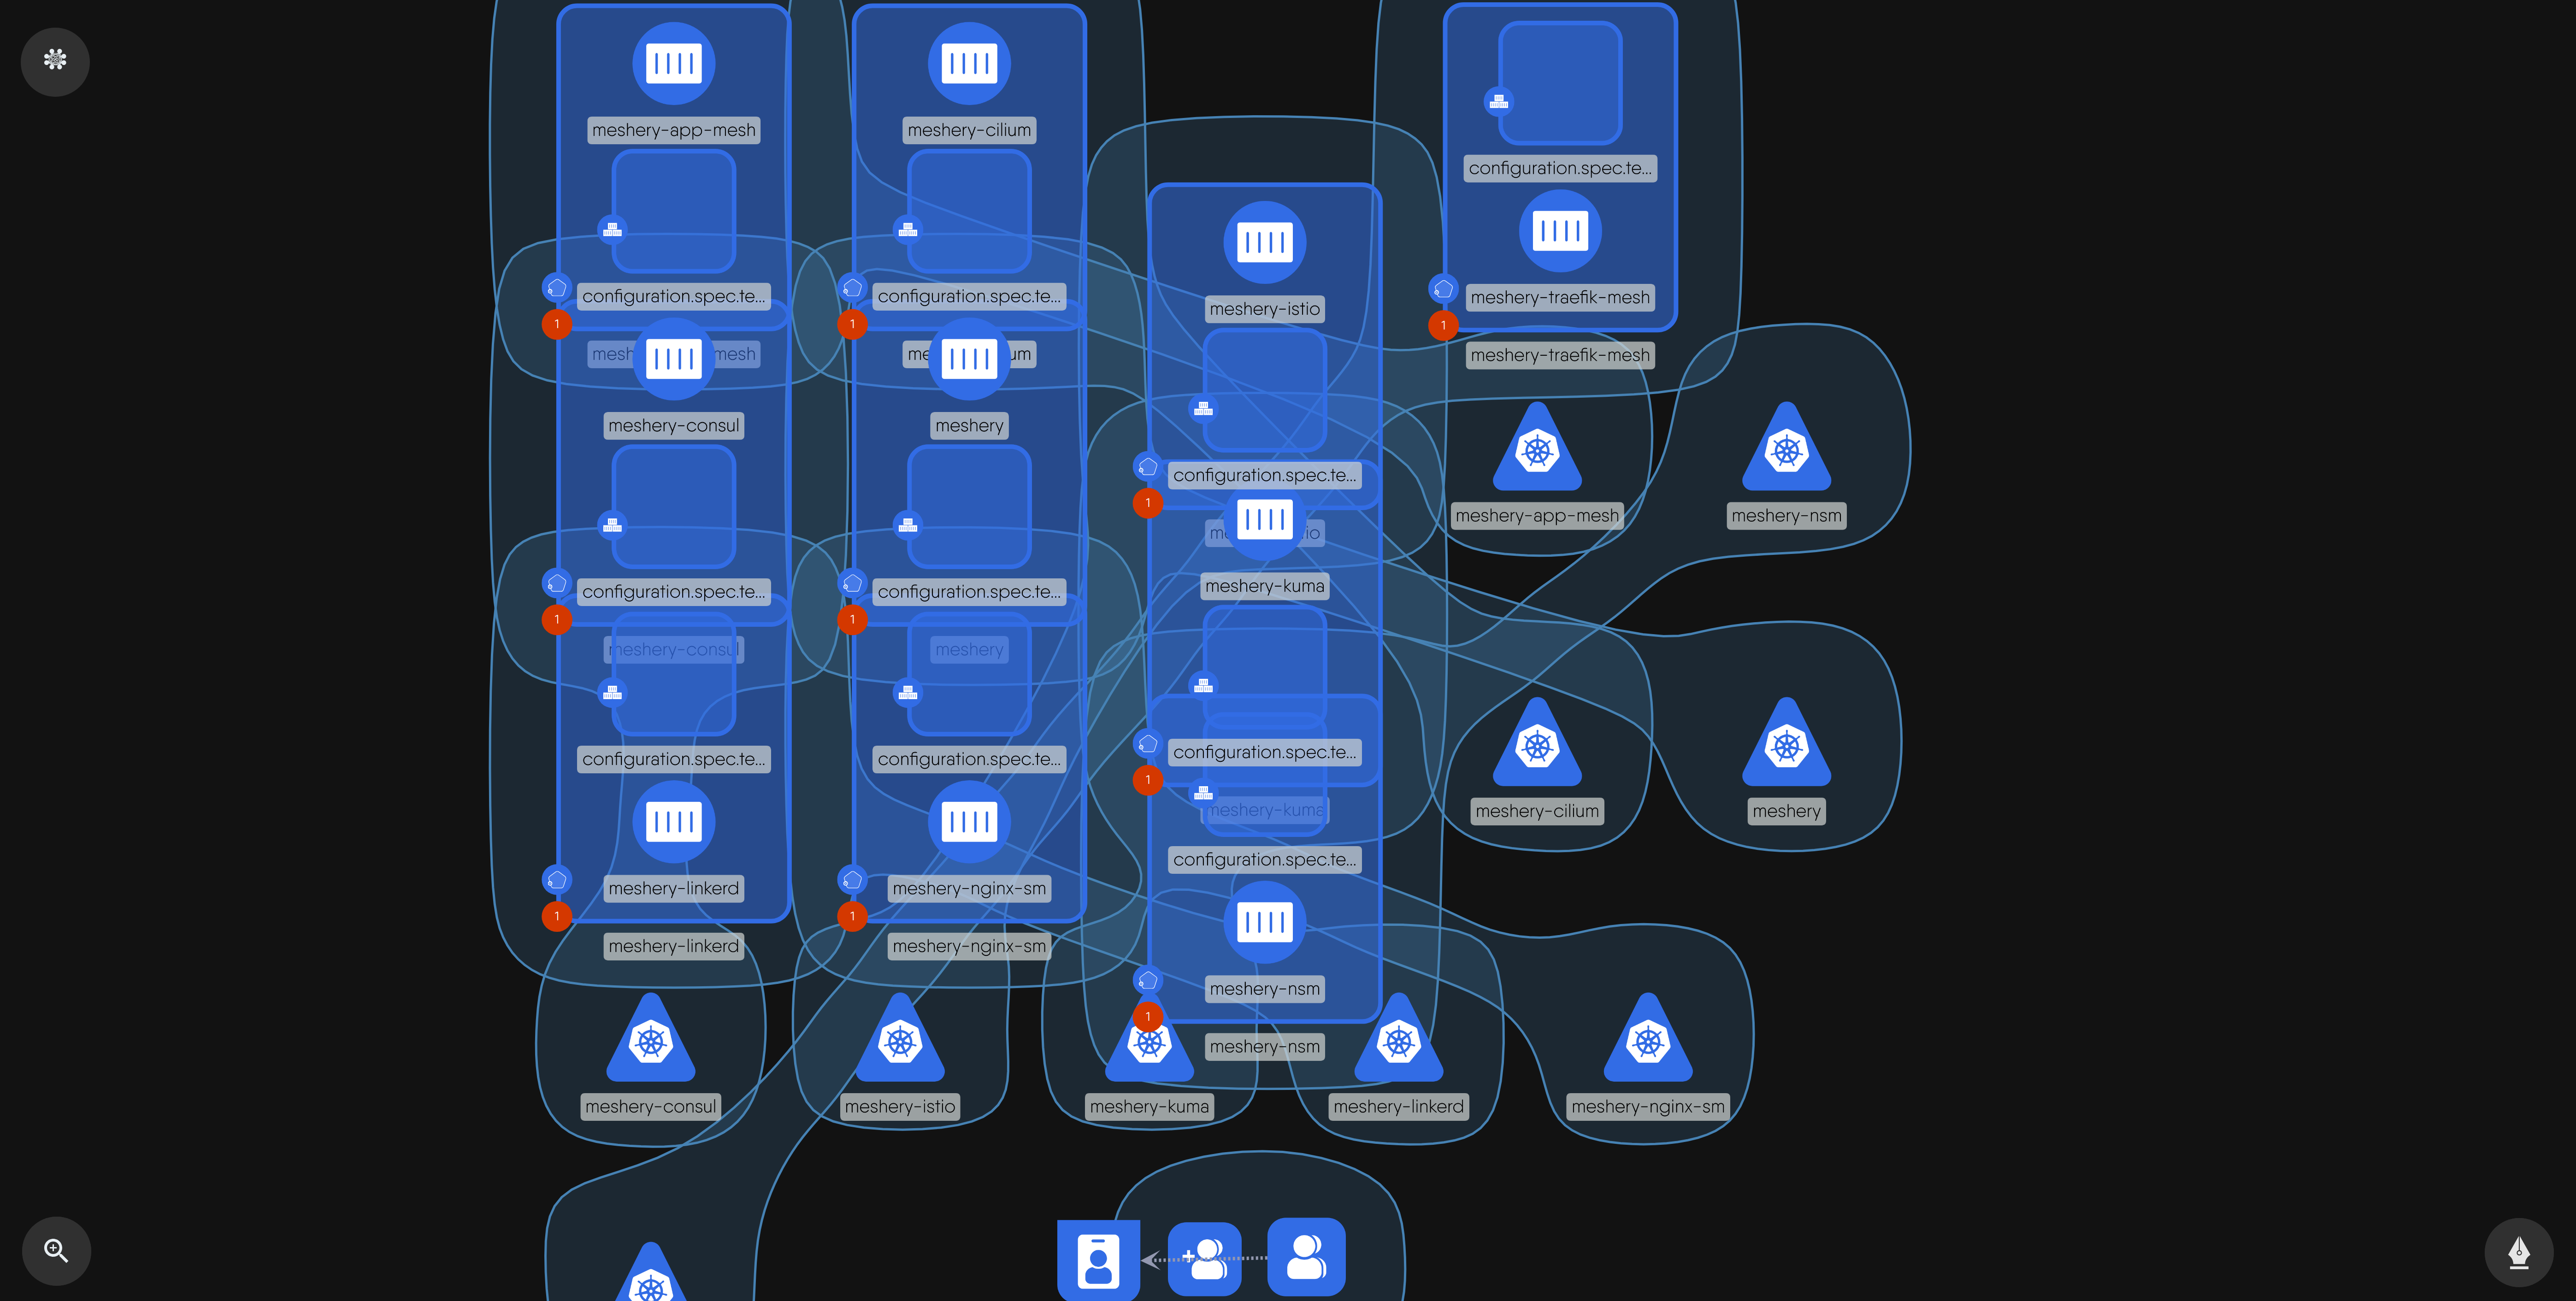 meshery-app-mesh
configuration.spec.te...
1
mesh
mesh
meshery-consul
configuration.spec.te...
1
meshery-consul
configuration.spec.te...
meshery-linkerd
1
meshery-linkerd
meshery-cilium
configuration.spec.te...
1
me
um
meshery
configuration.spec.te...
1
meshery
configuration.spec.te...
meshery-nginx-sm
1
meshery-nginx-sm
meshery-istio
configuration.spec.te...
1
me
io
meshery-kuma
configuration.spec.te...
1
meshery-kuma
configuration.spec.te...
meshery-nsm
1
meshery-nsm
configuration.spec.te...
meshery-traefik-mesh
1
meshery-traefik-mesh
meshery-app-mesh
meshery-nsm
meshery-cilium
meshery
meshery-consul
meshery-istio
meshery-kuma
meshery-linkerd
meshery-nginx-sm